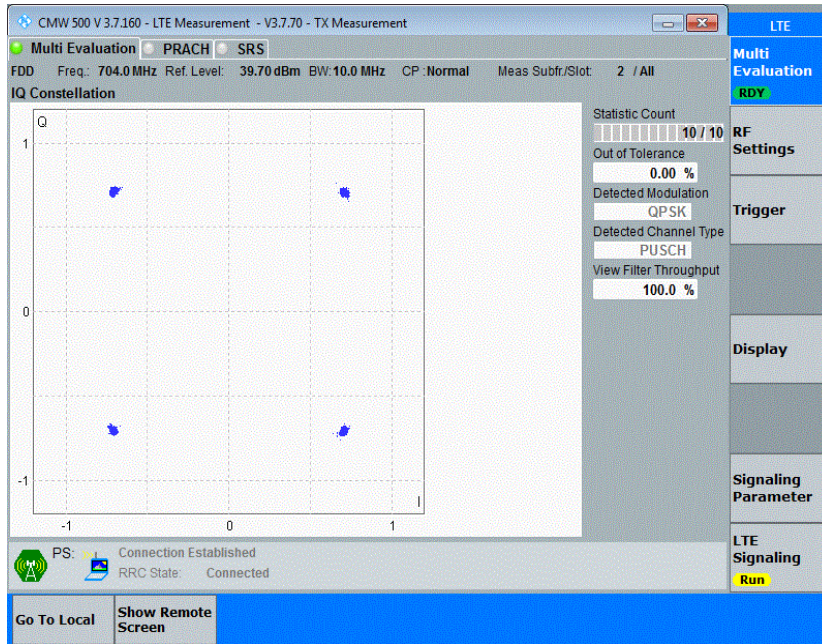 CMW 500 V 3.7.160 - LTE Measurement - V3.7.70 - TX Measurement
LTE
Multi Evaluation PRACH SRS
FDD Freq.: 704.0 MHz Ref. Level: 39.70 dBm BW: 10.0 MHz CP : Normal Meas Subfr./Slot: 2 / All
IQ Constellation
Q
1
0
-1
-1
0
1
I
Statistic Count
10 / 10
Out of Tolerance
0.00 %
Detected Modulation
QPSK
Detected Channel Type
PUSCH
View Filter Throughput
100.0 %
Multi
Evaluation
RDY
RF
Settings
Trigger
Display
Signaling
Parameter
LTE
Signaling
Run
PS: Connection Established
RRC State: Connected
Go To Local
Show Remote
Screen